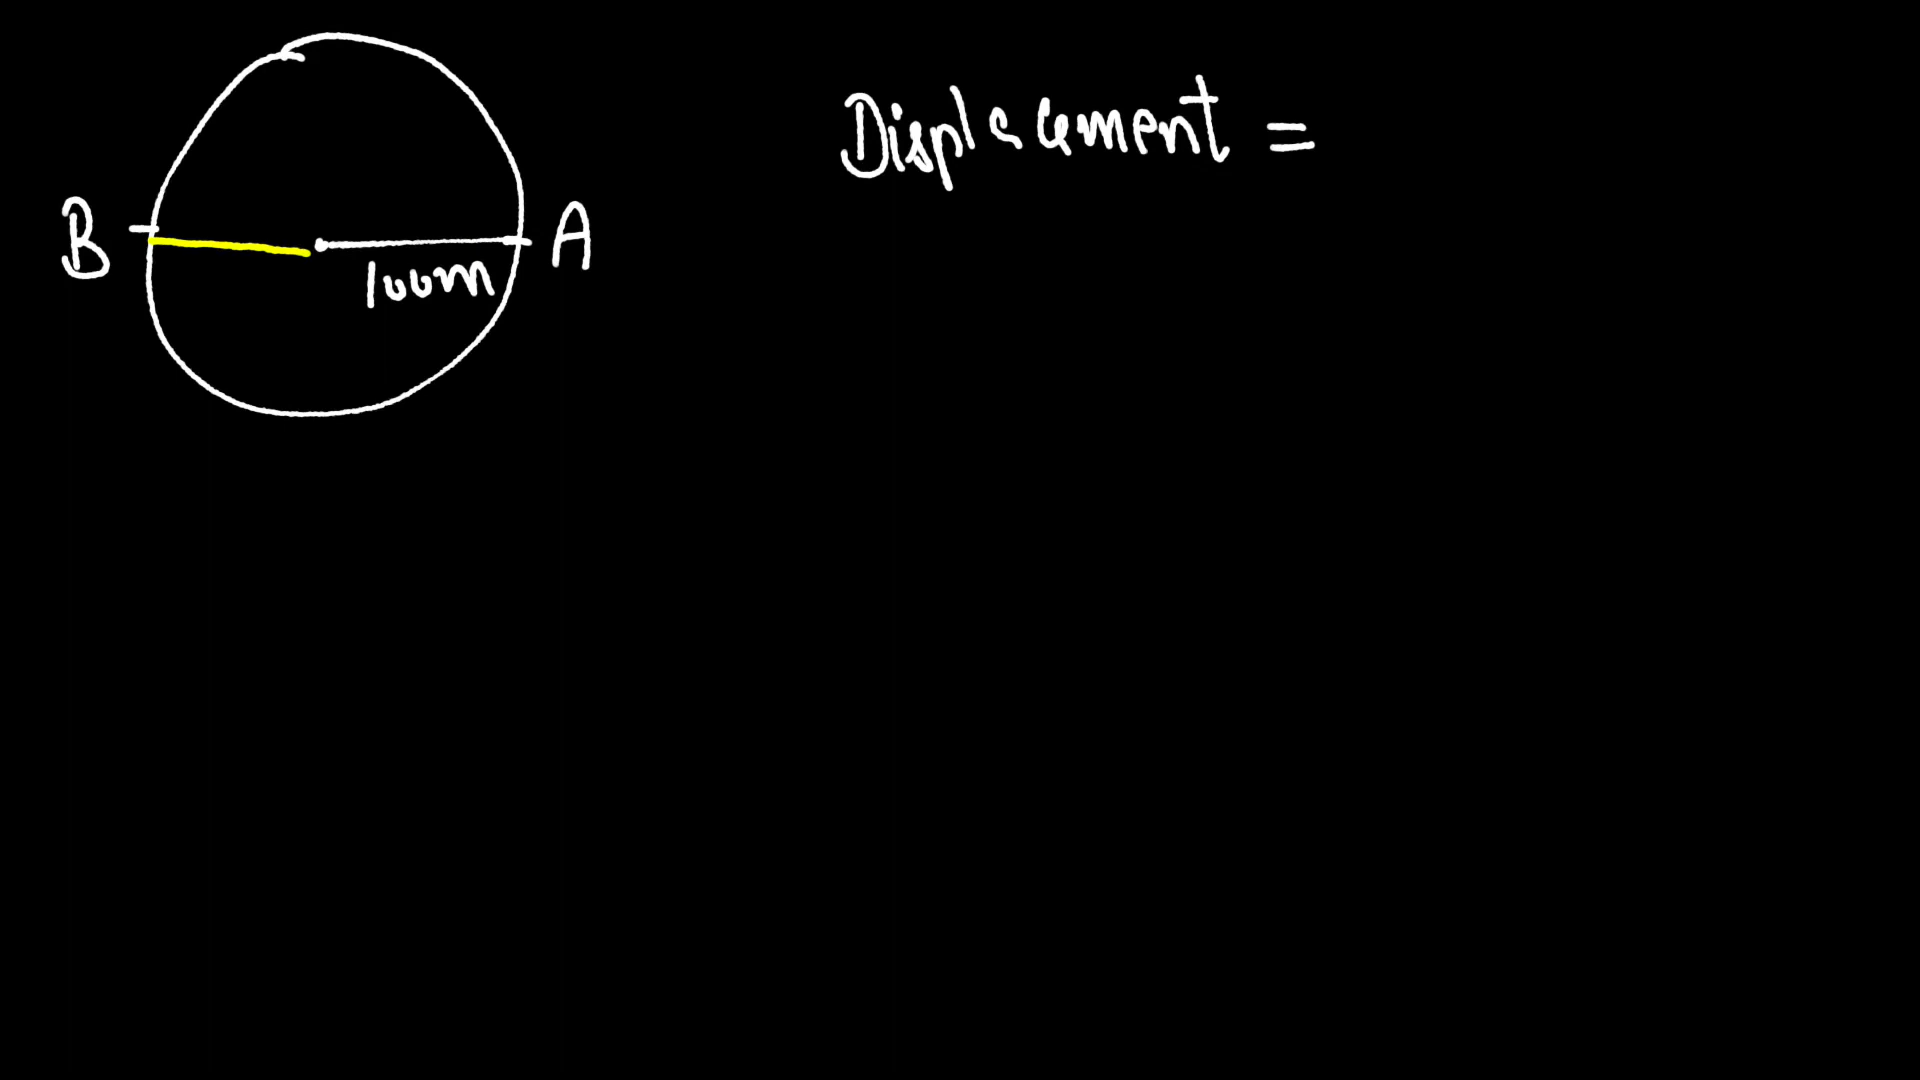 Displacement =
B
A
100m